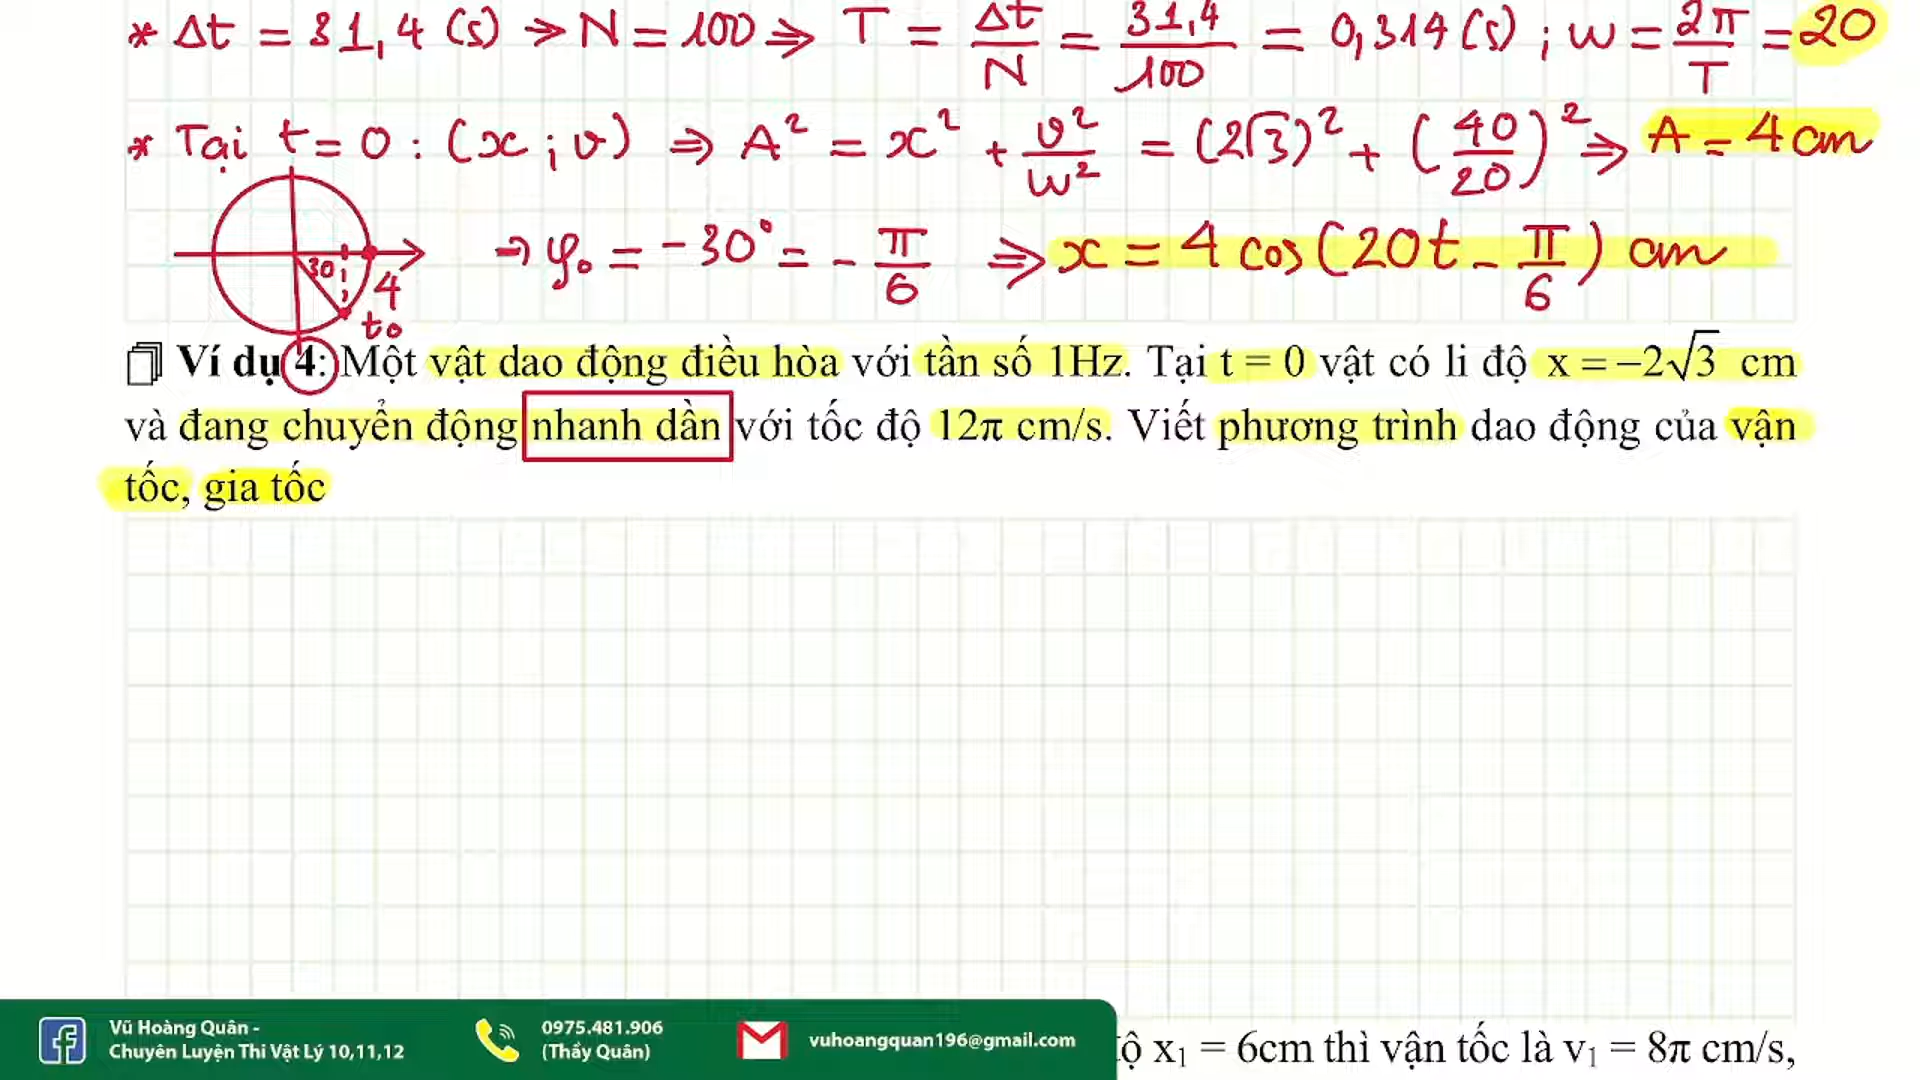 * Δt = 31,4 (s) → N = 100 ⇒ T = Δt/N = 31,4/100 = 0,314 (s) ; ω = 2π/T = 20
* Tại t = 0 : (x ; v) ⇒ A² = x² + v²/ω² = (2√3)² + (40/20)² ⇒ A = 4 cm
⇒ φ₀ = -30° = -π/6 ⇒ x = 4 cos(20t - π/6) cm
30
4
t₀
Ví dụ 4: Một vật dao động điều hòa với tần số 1Hz. Tại t = 0 vật có li độ x = −2√3 cm
và đang chuyển động nhanh dần với tốc độ 12π cm/s. Viết phương trình dao động của vận
tốc, gia tốc
Vũ Hoàng Quân -
Chuyên Luyện Thi Vật Lý 10,11,12
0975.481.906
(Thầy Quân)
vuhoangquan196@gmail.com
độ x₁ = 6cm thì vận tốc là v₁ = 8π cm/s,